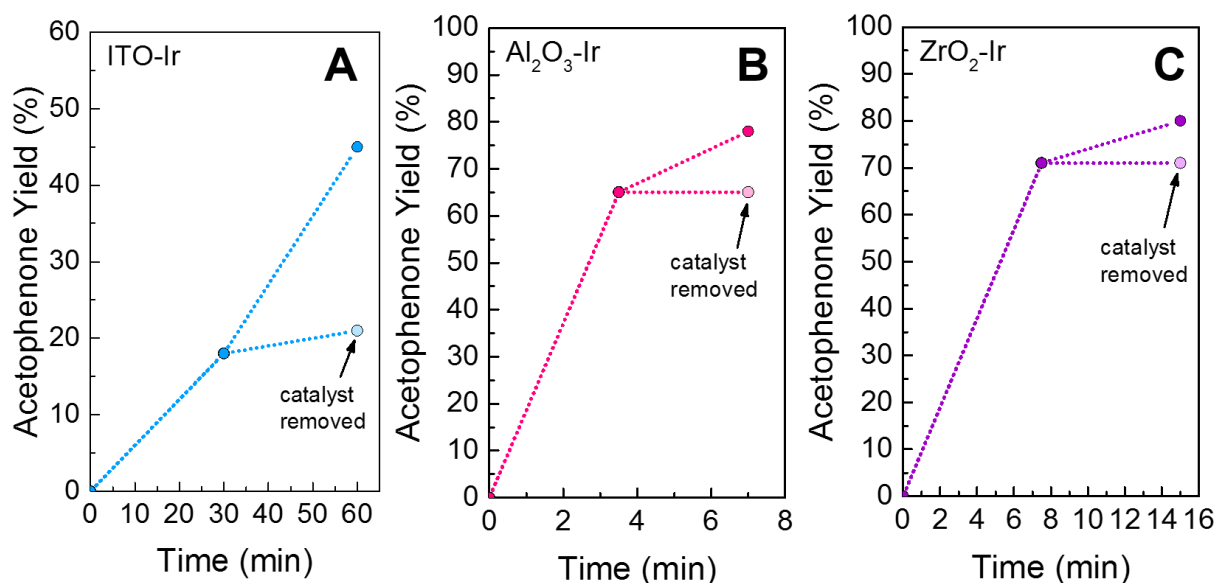 ITO-Ir
A
Acetophenone Yield (%)
60
50
40
30
20
10
0
0 10 20 30 40 50 60
Time (min)
catalyst
removed
Al₂O₃-Ir
B
Acetophenone Yield (%)
100
90
80
70
60
50
40
30
20
10
0
0 2 4 6 8
Time (min)
catalyst
removed
ZrO₂-Ir
C
Acetophenone Yield (%)
100
90
80
70
60
50
40
30
20
10
0
0 2 4 6 8 10 12 14 16
Time (min)
catalyst
removed